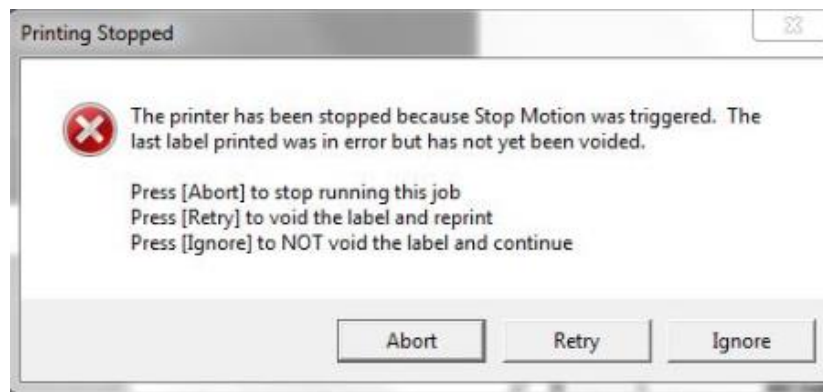 Printing Stopped
The printer has been stopped because Stop Motion was triggered. The
last label printed was in error but has not yet been voided.
Press [Abort] to stop running this job
Press [Retry] to void the label and reprint
Press [Ignore] to NOT void the label and continue
Abort Retry Ignore